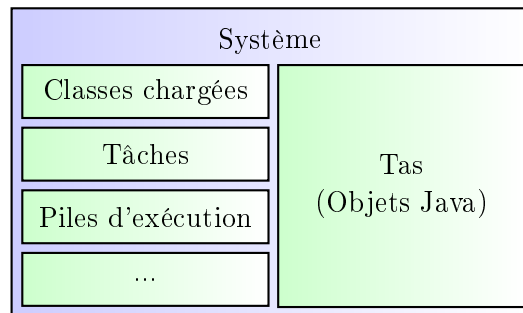 Système
Classes chargées
Tâches
Piles d'exécution
...
Tas
(Objets Java)